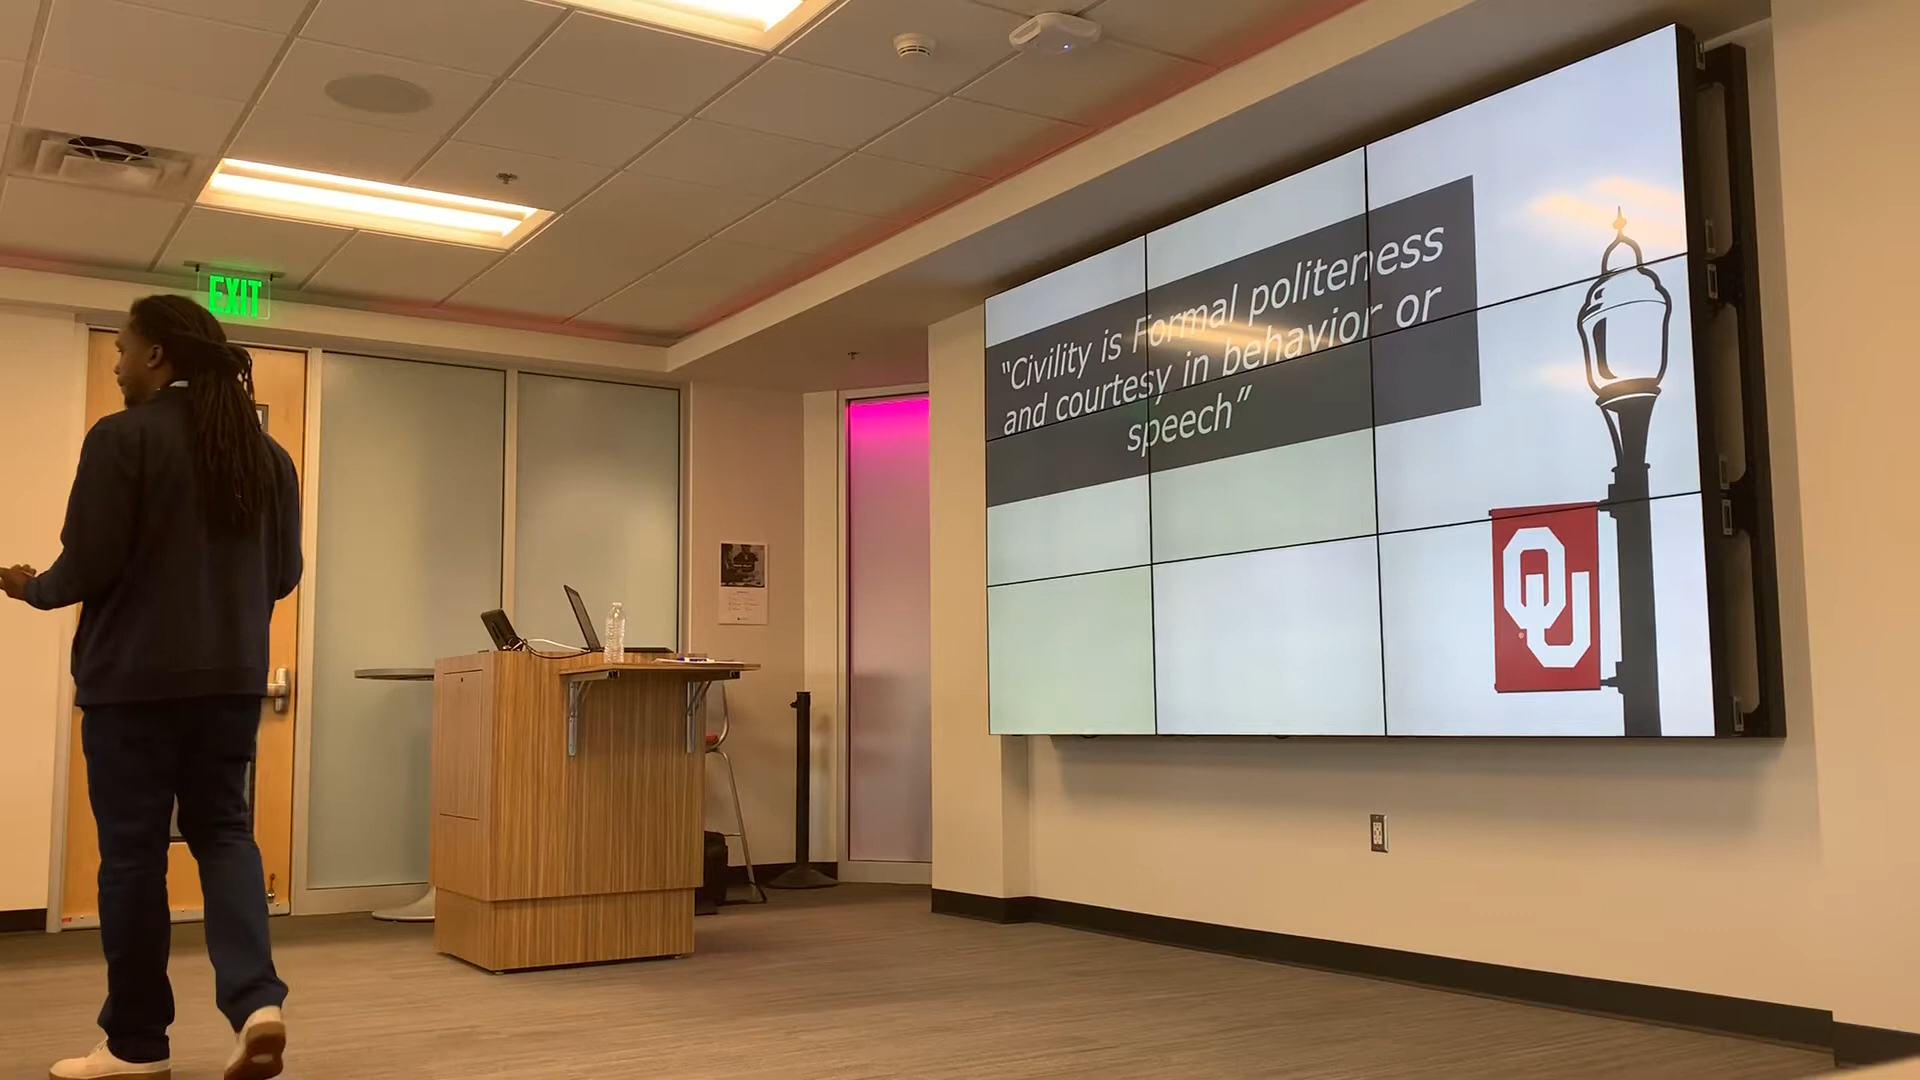 EXIT
“Civility is Formal politeness
and courtesy in behavior or
speech”
OU